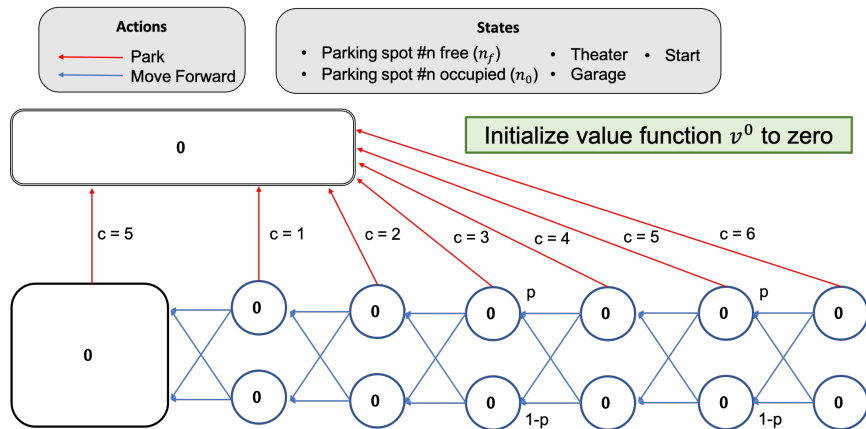 Actions
Park
Move Forward
States
• Parking spot #n free (n_f)
• Parking spot #n occupied (n_0)
• Theater
• Garage
• Start
0
Initialize value function v^0 to zero
c = 5
c = 1
c = 2
c = 3
c = 4
c = 5
c = 6
p
p
0
0
0
0
0
0
0
0
0
0
0
0
0
1-p
1-p